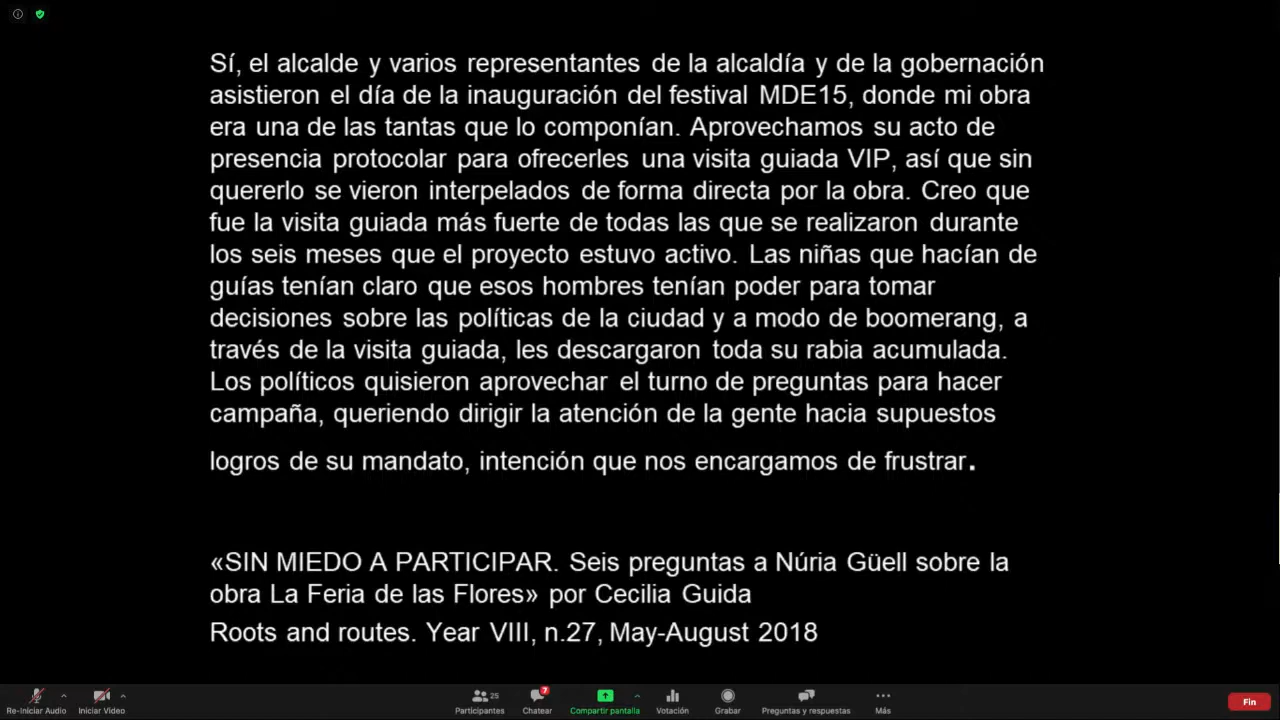 Sí, el alcalde y varios representantes de la alcaldía y de la gobernación
asistieron el día de la inauguración del festival MDE15, donde mi obra
era una de las tantas que lo componían. Aprovechamos su acto de
presencia protocolar para ofrecerles una visita guiada VIP, así que sin
quererlo se vieron interpelados de forma directa por la obra. Creo que
fue la visita guiada más fuerte de todas las que se realizaron durante
los seis meses que el proyecto estuvo activo. Las niñas que hacían de
guías tenían claro que esos hombres tenían poder para tomar
decisiones sobre las políticas de la ciudad y a modo de boomerang, a
través de la visita guiada, les descargaron toda su rabia acumulada.
Los políticos quisieron aprovechar el turno de preguntas para hacer
campaña, queriendo dirigir la atención de la gente hacia supuestos
logros de su mandato, intención que nos encargamos de frustrar.
«SIN MIEDO A PARTICIPAR. Seis preguntas a Núria Güell sobre la
obra La Feria de las Flores» por Cecilia Guida
Roots and routes. Year VIII, n.27, May-August 2018
25 7
Re-Iniciar Audio Iniciar Video Participantes Chatear Compartir pantalla Votación Grabar Preguntas y respuestas Más Fin